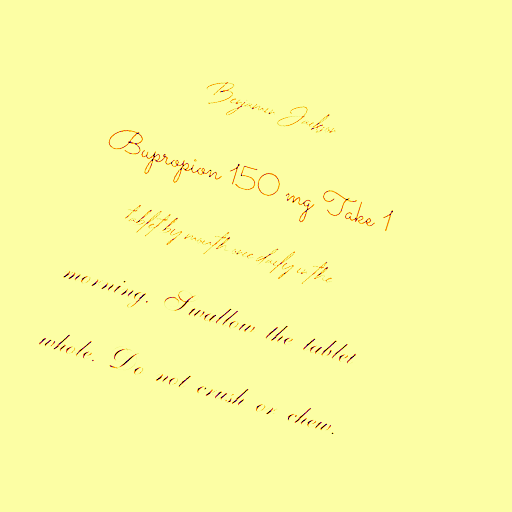 Benjamin Jackson
Bupropion 150 mg Take 1
tablet by mouth once daily in the
morning. Swallow the tablet
whole. Do not crush or chew.